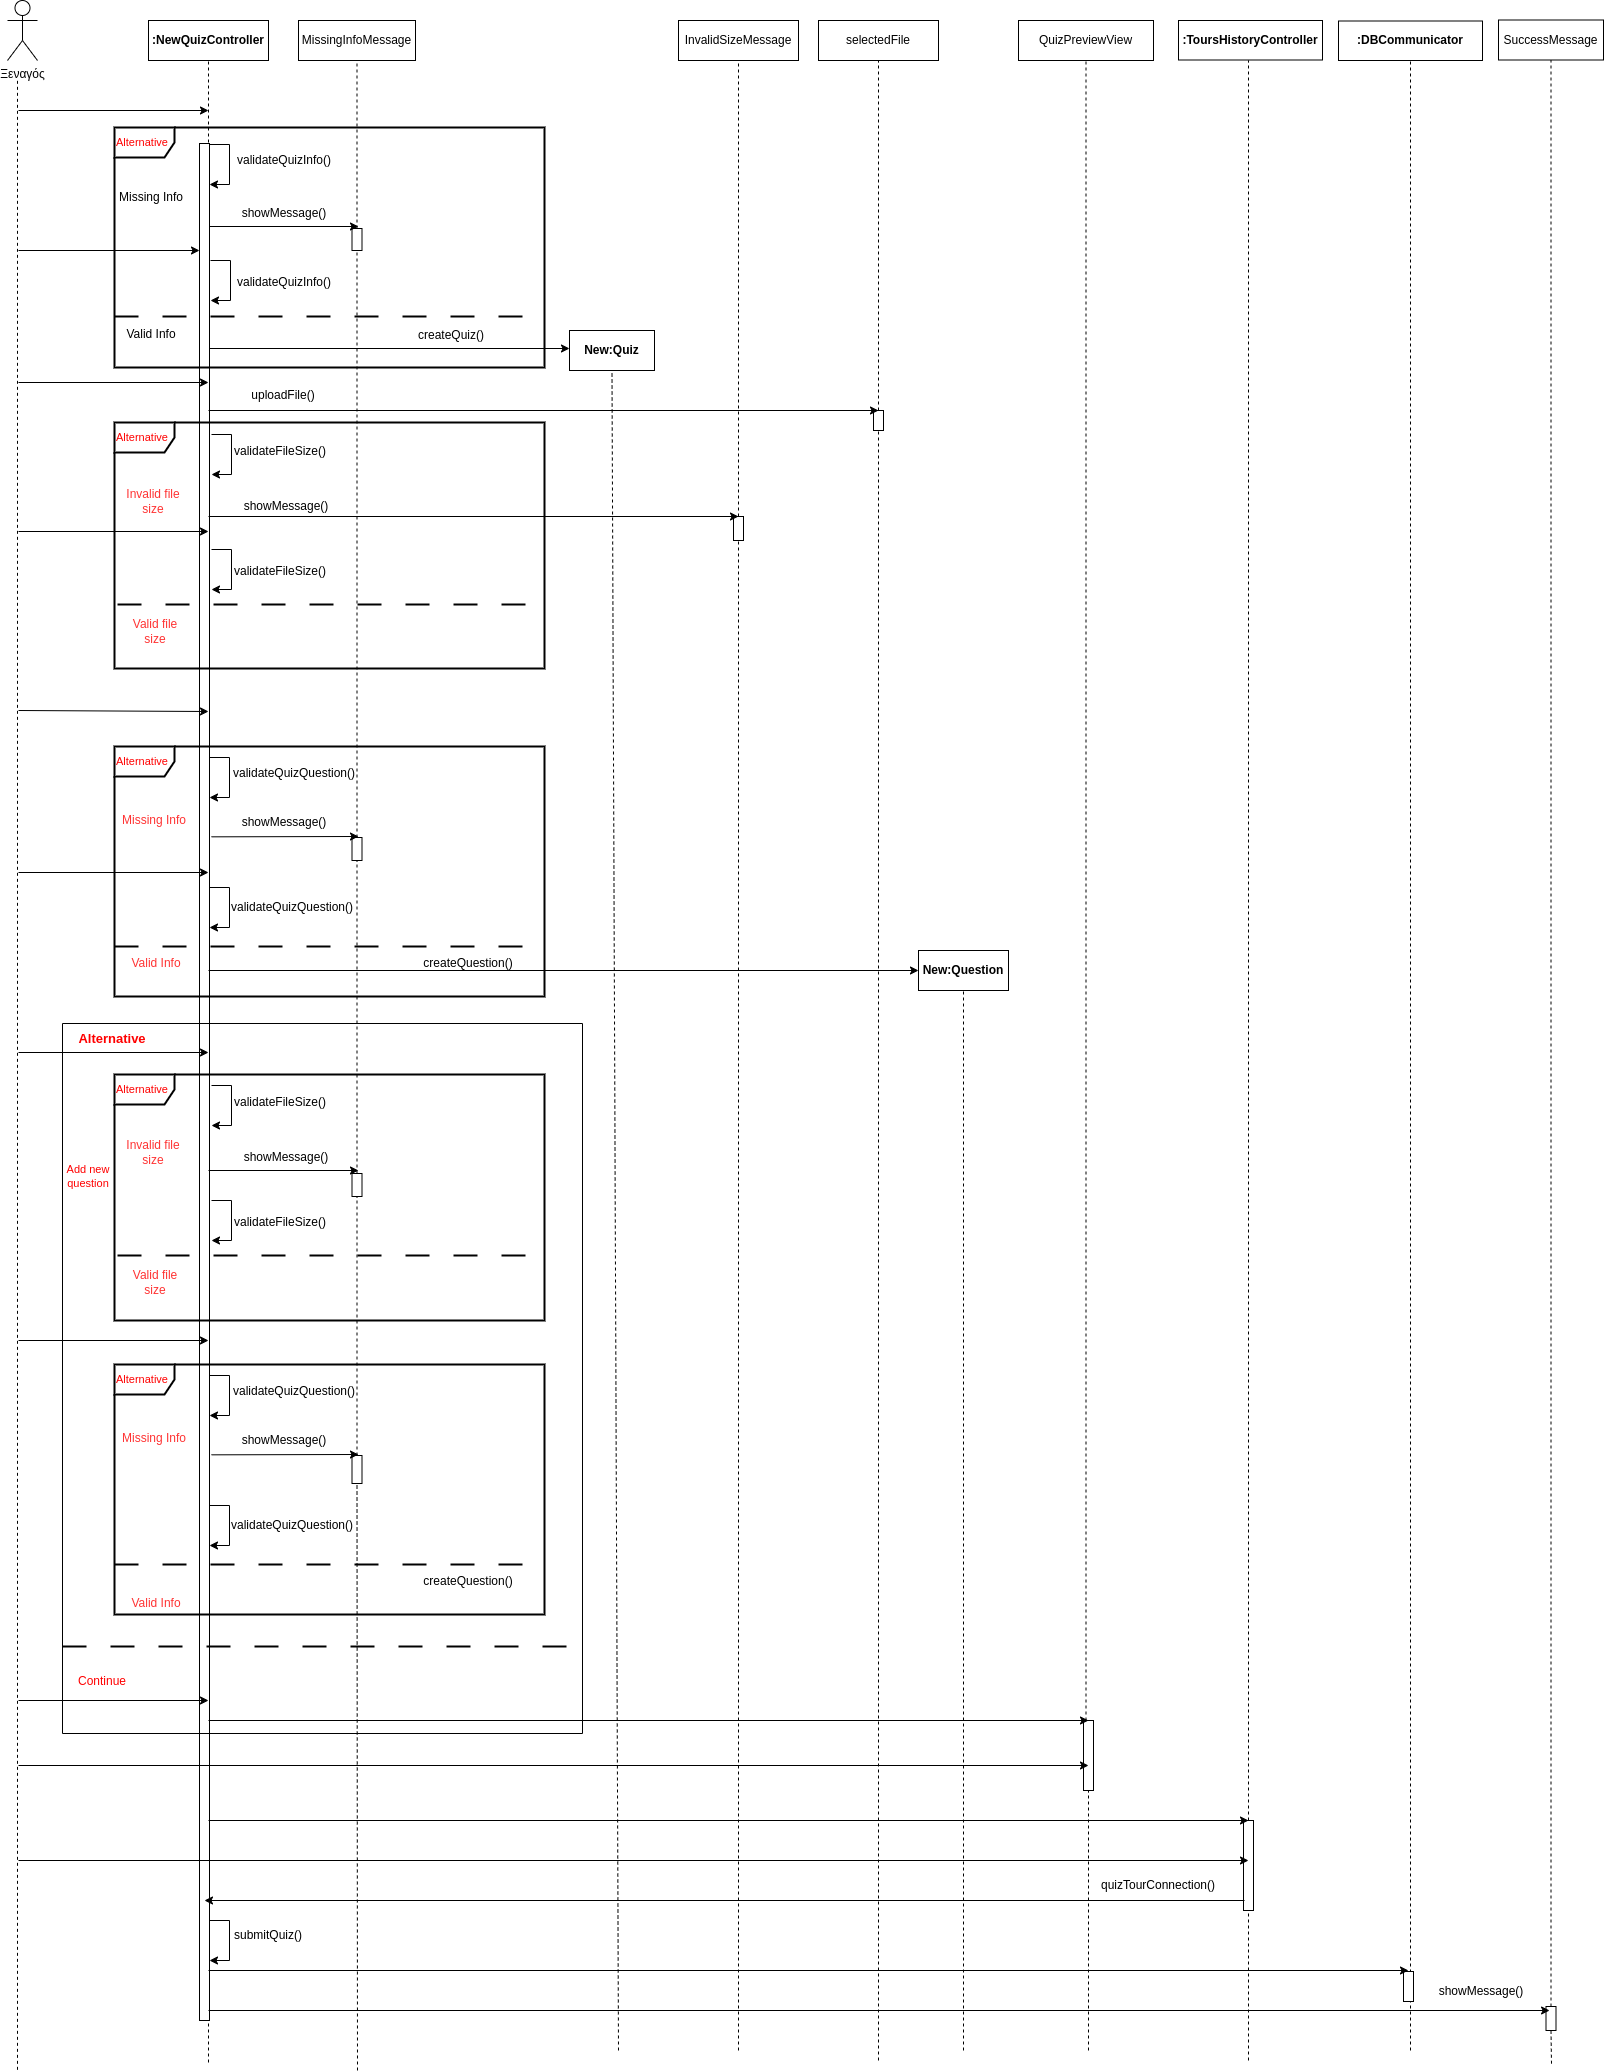 Ξεναγός
:NewQuizController
MissingInfoMessage
InvalidSizeMessage
selectedFile
QuizPreviewView
:ToursHistoryController
:DBCommunicator
SuccessMessage
Alternative
validateQuizInfo()
Missing Info
showMessage()
validateQuizInfo()
Valid Info
createQuiz()
New:Quiz
uploadFile()
Alternative
validateFileSize()
Invalid file
size
showMessage()
validateFileSize()
Valid file
size
Alternative
validateQuizQuestion()
Missing Info
showMessage()
validateQuizQuestion()
Valid Info
createQuestion()
New:Question
Alternative
Alternative
validateFileSize()
Invalid file
size
showMessage()
Add new
question
validateFileSize()
Valid file
size
Alternative
validateQuizQuestion()
Missing Info
showMessage()
validateQuizQuestion()
createQuestion()
Valid Info
Continue
quizTourConnection()
submitQuiz()
showMessage()